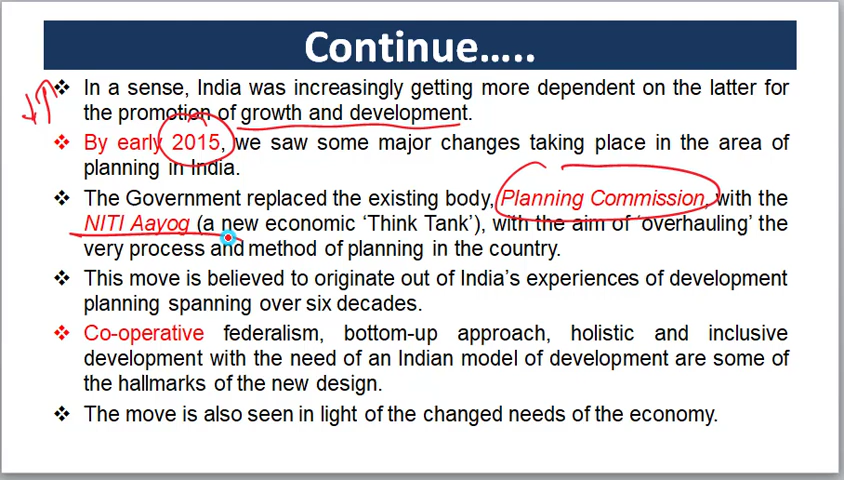 Continue.....
❖ In a sense, India was increasingly getting more dependent on the latter for
the promotion of growth and development.
❖ By early 2015, we saw some major changes taking place in the area of
planning in India.
❖ The Government replaced the existing body, Planning Commission, with the
NITI Aayog (a new economic ‘Think Tank’), with the aim of ‘overhauling’ the
very process and method of planning in the country.
❖ This move is believed to originate out of India’s experiences of development
planning spanning over six decades.
❖ Co-operative federalism, bottom-up approach, holistic and inclusive
development with the need of an Indian model of development are some of
the hallmarks of the new design.
❖ The move is also seen in light of the changed needs of the economy.